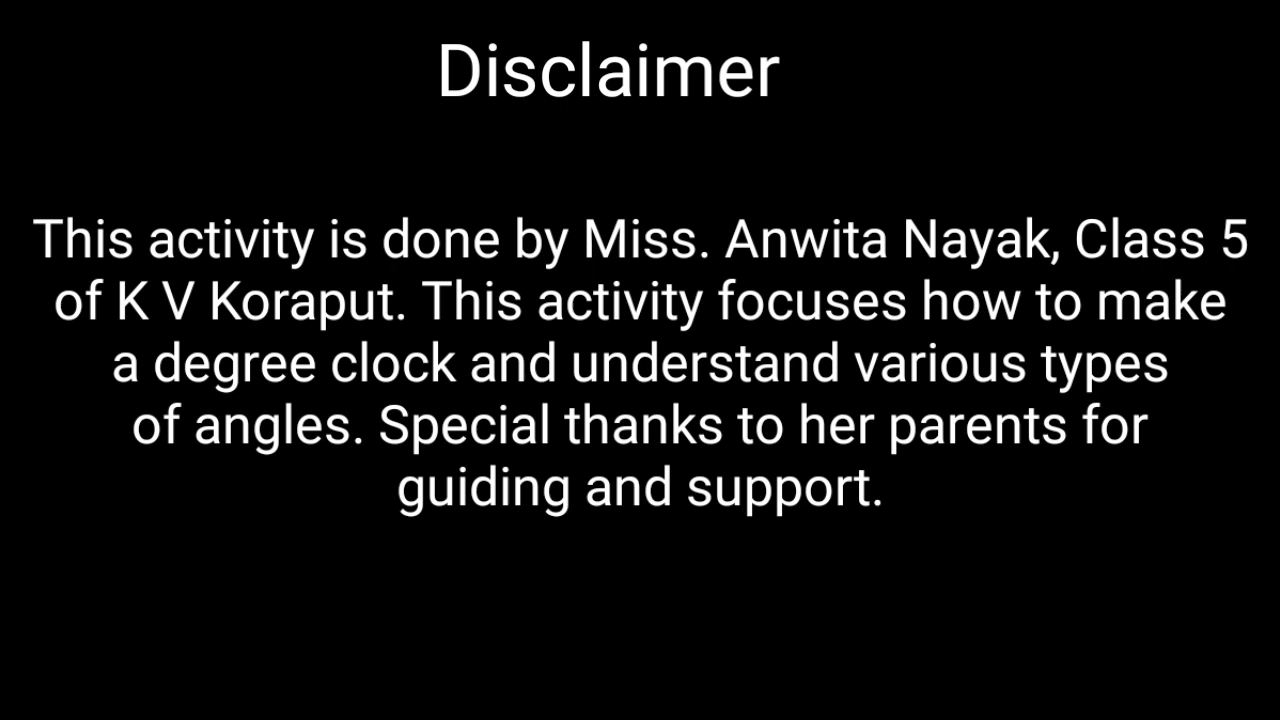 Disclaimer
This activity is done by Miss. Anwita Nayak, Class 5
of K V Koraput. This activity focuses how to make
a degree clock and understand various types
of angles. Special thanks to her parents for
guiding and support.